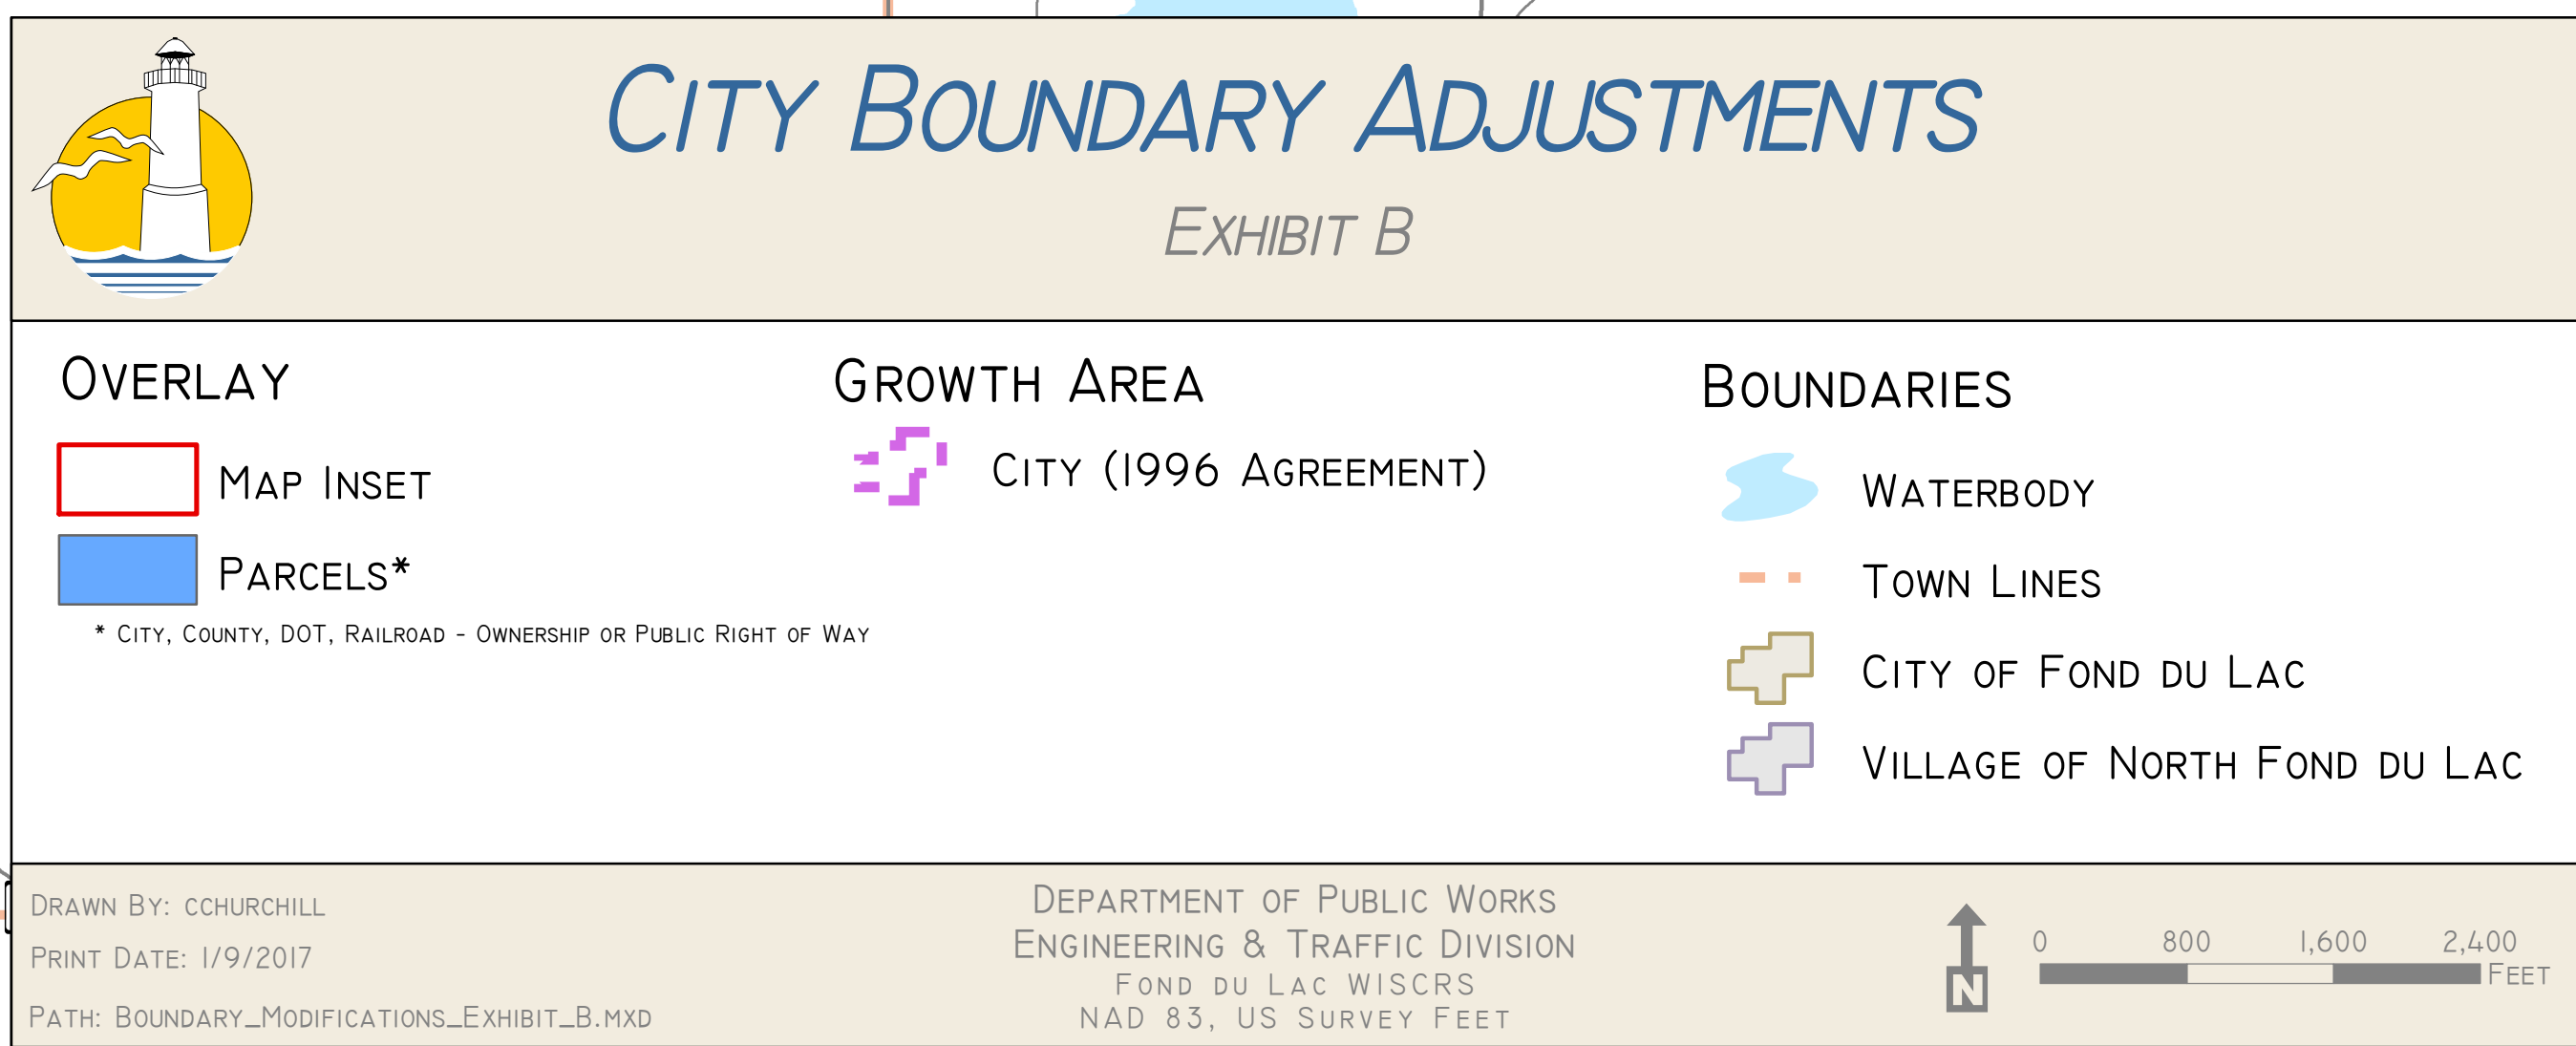 City Boundary Adjustments
Exhibit B
Overlay
Map Inset
Parcels*
* City, County, DOT, Railroad - Ownership or Public Right of Way
Growth Area
City (1996 Agreement)
Boundaries
Waterbody
Town Lines
City of Fond du Lac
Village of North Fond du Lac
Drawn By: cchurchill
Print Date: 1/9/2017
Path: Boundary_Modifications_Exhibit_B.mxd
Department of Public Works
Engineering & Traffic Division
Fond du Lac WISCRS
NAD 83, US Survey Feet
N
0 800 1,600 2,400
Feet